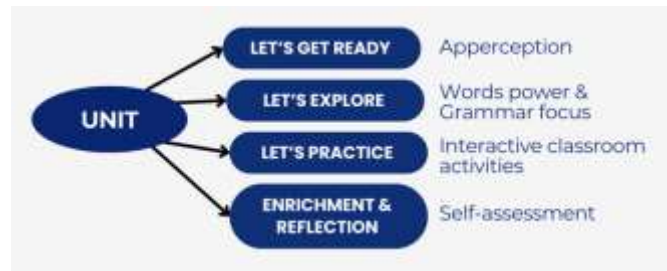 UNIT
LET'S GET READY
Apperception
LET'S EXPLORE
Words power &
Grammar focus
LET'S PRACTICE
Interactive classroom
activities
ENRICHMENT &
REFLECTION
Self-assessment